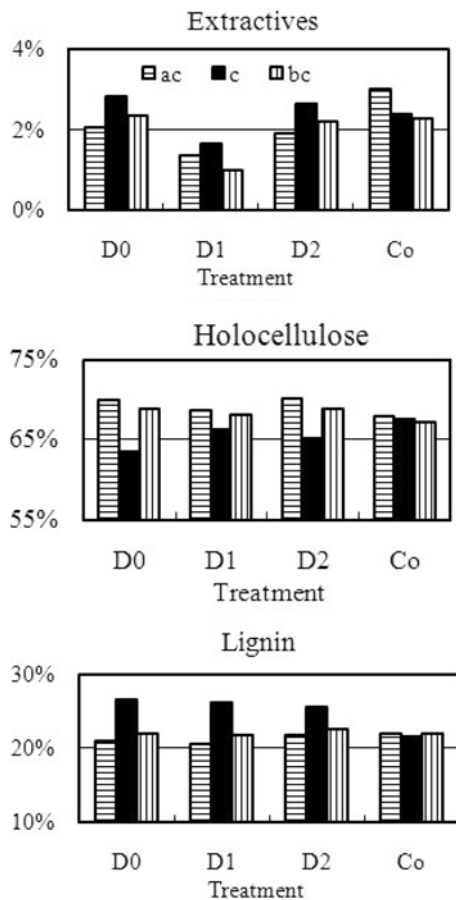 Extractives
4%
ac c bc
2%
0%
D0 D1 D2 Co
Treatment
Holocellulose
75%
65%
55%
D0 D1 D2 Co
Treatment
Lignin
30%
20%
10%
D0 D1 D2 Co
Treatment